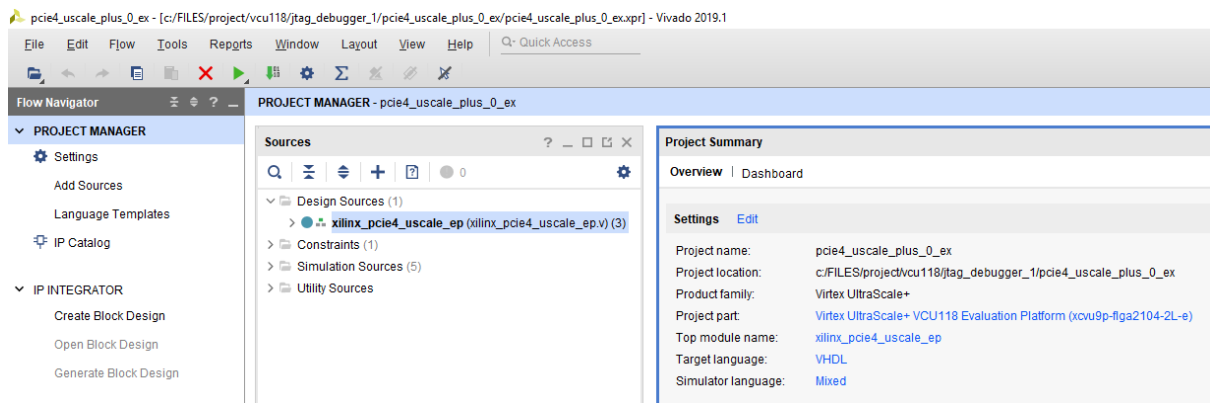 pcie4_uscale_plus_0_ex - [c:/FILES/project/vcu118/jtag_debugger_1/pcie4_uscale_plus_0_ex/pcie4_uscale_plus_0_ex.xpr] - Vivado 2019.1
File Edit Flow Tools Reports Window Layout View Help Q- Quick Access
Flow Navigator
PROJECT MANAGER - pcie4_uscale_plus_0_ex
PROJECT MANAGER
Settings
Add Sources
Language Templates
IP Catalog
IP INTEGRATOR
Create Block Design
Open Block Design
Generate Block Design
Sources
0
Design Sources (1)
xilinx_pcie4_uscale_ep (xilinx_pcie4_uscale_ep.v) (3)
Constraints (1)
Simulation Sources (5)
Utility Sources
Project Summary
Overview | Dashboard
Settings Edit
Project name: pcie4_uscale_plus_0_ex
Project location: c:/FILES/project/vcu118/jtag_debugger_1/pcie4_uscale_plus_0_ex
Product family: Virtex UltraScale+
Project part: Virtex UltraScale+ VCU118 Evaluation Platform (xcvu9p-flga2104-2L-e)
Top module name: xilinx_pcie4_uscale_ep
Target language: VHDL
Simulator language: Mixed